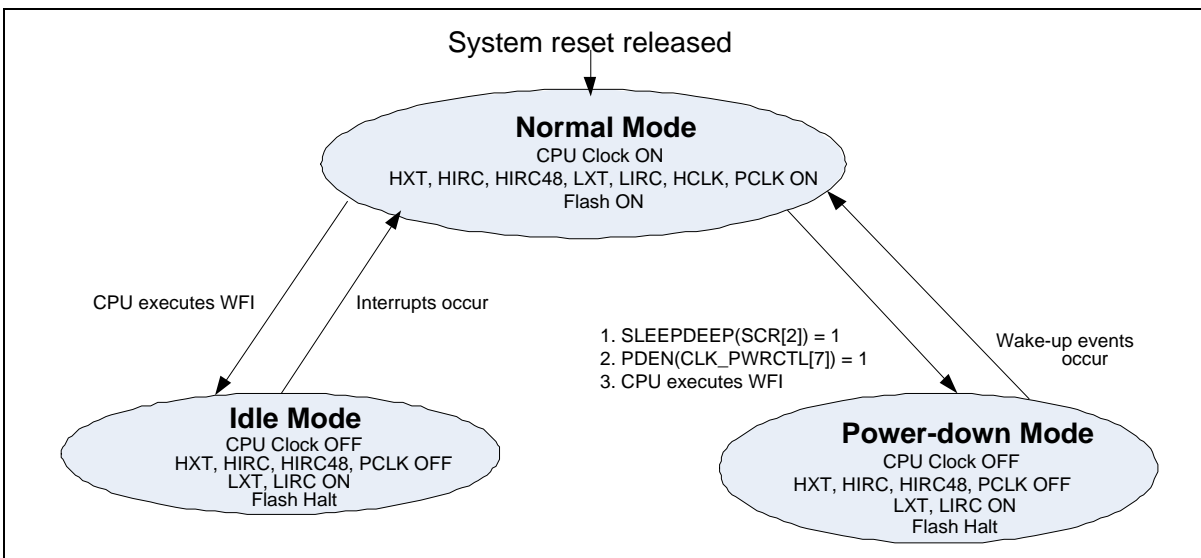 System reset released
Normal Mode
CPU Clock ON
HXT, HIRC, HIRC48, LXT, LIRC, HCLK, PCLK ON
Flash ON
CPU executes WFI
Interrupts occur
1. SLEEPDEEP(SCR[2]) = 1
2. PDEN(CLK_PWRCTL[7]) = 1
3. CPU executes WFI
Wake-up events
occur
Idle Mode
CPU Clock OFF
HXT, HIRC, HIRC48, PCLK OFF
LXT, LIRC ON
Flash Halt
Power-down Mode
CPU Clock OFF
HXT, HIRC, HIRC48, PCLK OFF
LXT, LIRC ON
Flash Halt